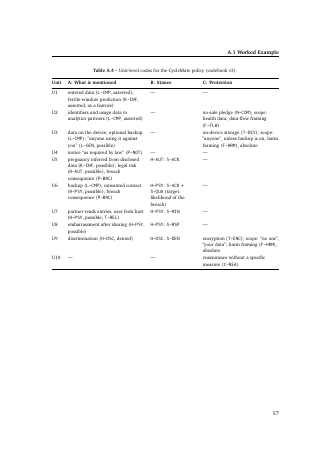 A.1 Worked Example
Table A.4 – Unit-level codes for the CycleMate policy (codebook v3).
Unit A: What is mentioned B: Stance C: Protection
U1 entered data (L-CMP, asserted); — —
fertile-window prediction (K-INF,
asserted, as a feature)
U2 identifiers and usage data to — no-sale pledge (N-COM); scope:
analytics partners (L-CMP, health data; data-flow framing
asserted) (F-FLW)
U3 data on the device, optional backup — on-device storage (T-DEV); scope:
(L-CMP); "anyone using it against "anyone", unless backup is on; harm
you" (L-GEN, possible) framing (F-HRM), absolute
U4 notice "as required by law" (P-NOT) — —
U5 pregnancy inferred from disclosed H-AUT: S-ACK —
data (K-INF, possible); legal risk
(H-AUT, possible); breach
consequence (P-BRC)
U6 backup (L-CMP); unwanted contact H-PSY: S-ACK + —
(H-PSY, possible); breach S-QUA (target:
consequence (P-BRC) likelihood of the
breach)
U7 partner reads entries, user feels hurt H-PSY: S-MIN —
(H-PSY, possible; T-REL)
U8 embarrassment after sharing (H-PSY, H-PSY: S-RSP —
possible)
U9 discrimination (H-DSC, denied) H-DSC: S-DEN encryption (T-ENC); scope: "no one",
"your data"; harm framing (F-HRM),
absolute
U10 — — reassurance without a specific
measure (C-REA)
57